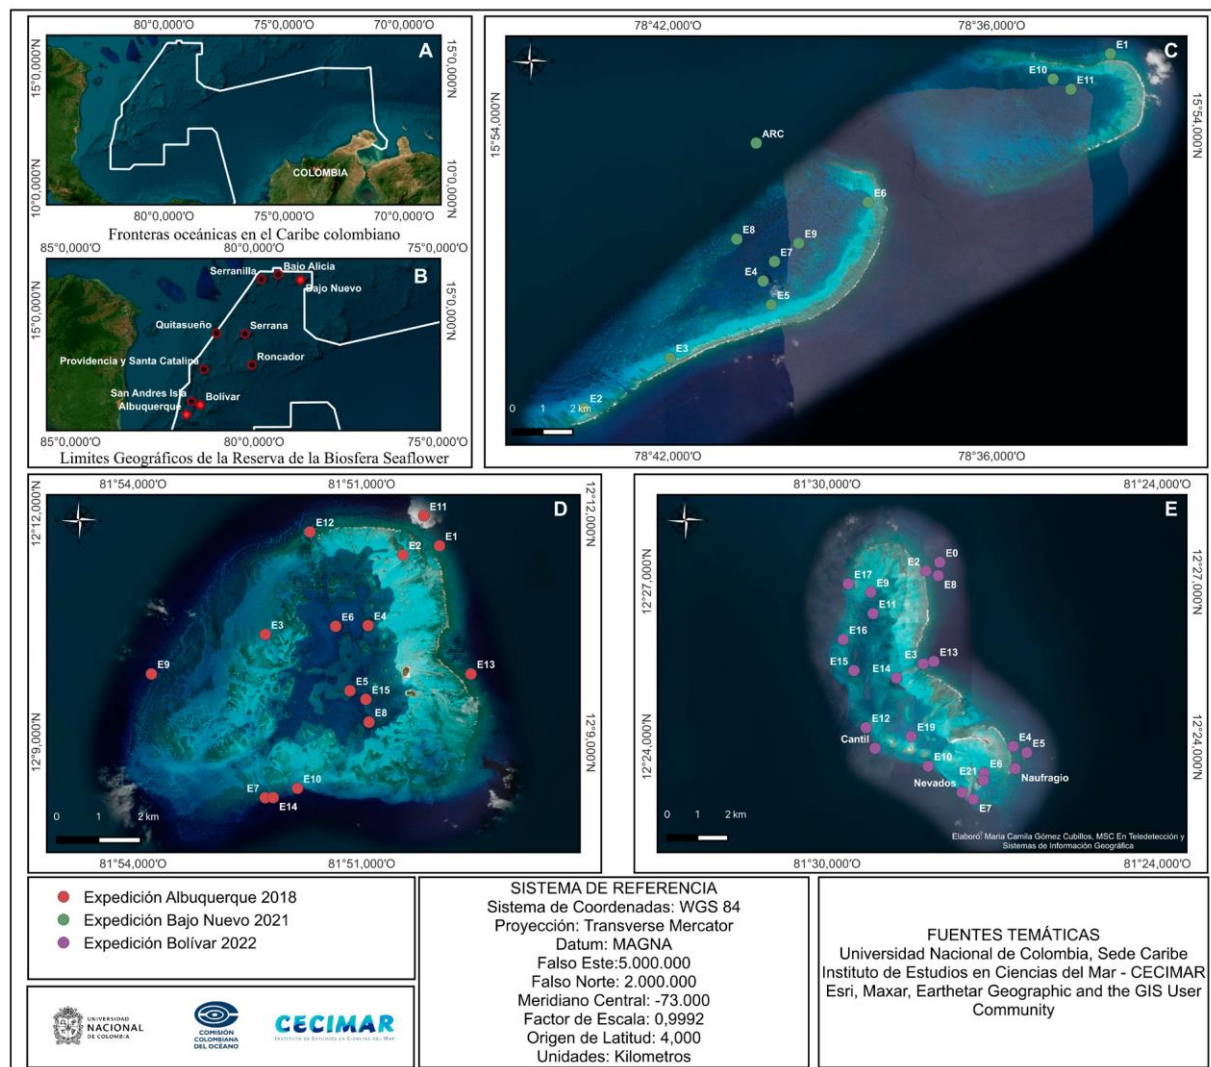 80°0,000'O 75°0,000'O 70°0,000'O
15°0,000'N
10°0,000'N
A
COLOMBIA
15°0,000'N
10°0,000'N
80°0,000'O 75°0,000'O 70°0,000'O
Fronteras oceánicas en el Caribe colombiano
85°0,000'O 80°0,000'O 75°0,000'O
15°0,000'N
B
Serranilla
Bajo Alicia
Bajo Nuevo
Quitasueño
Serrana
Providencia y Santa Catalina
Roncador
San Andres Isla
Bolívar
Albuquerque
15°0,000'N
85°0,000'O 80°0,000'O 75°0,000'O
Limites Geográficos de la Reserva de la Biosfera Seaflower
78°42,000'O 78°36,000'O
15°54,000'N
C
E1
E10
E11
ARC
E6
E8
E9
E7
E4
E5
E3
E2
0 1 2 km
15°54,000'N
78°42,000'O 78°36,000'O
81°54,000'O 81°51,000'O
12°12,000'N
12°9,000'N
D
E11
E12
E1
E2
E6
E4
E3
E9
E13
E5
E15
E8
E10
E7
E14
0 1 2 km
12°12,000'N
12°9,000'N
81°54,000'O 81°51,000'O
81°30,000'O 81°24,000'O
12°27,000'N
12°24,000'N
E
E0
E2
E8
E17
E9
E11
E16
E3
E13
E15
E14
E12
E19
Cantil
E4
E5
E10
E6
E21
Naufragio
Nevados
E7
0 1 2 km
Elaboró: Maria Camila Gómez Cubillos, MSC En Teledetección y
Sistemas de Información Geográfica
12°27,000'N
12°24,000'N
81°30,000'O 81°24,000'O
Expedición Albuquerque 2018
Expedición Bajo Nuevo 2021
Expedición Bolívar 2022
UNIVERSIDAD
NACIONAL
DE COLOMBIA
COMISIÓN
COLOMBIANA
DEL OCÉANO
CECIMAR
INSTITUTO DE ESTUDIOS EN CIENCIAS DEL MAR
SISTEMA DE REFERENCIA
Sistema de Coordenadas: WGS 84
Proyección: Transverse Mercator
Datum: MAGNA
Falso Este:5.000.000
Falso Norte: 2.000.000
Meridiano Central: -73.000
Factor de Escala: 0,9992
Origen de Latitud: 4,000
Unidades: Kilometros
FUENTES TEMÁTICAS
Universidad Nacional de Colombia, Sede Caribe
Instituto de Estudios en Ciencias del Mar - CECIMAR
Esri, Maxar, Earthetar Geographic and the GIS User
Community